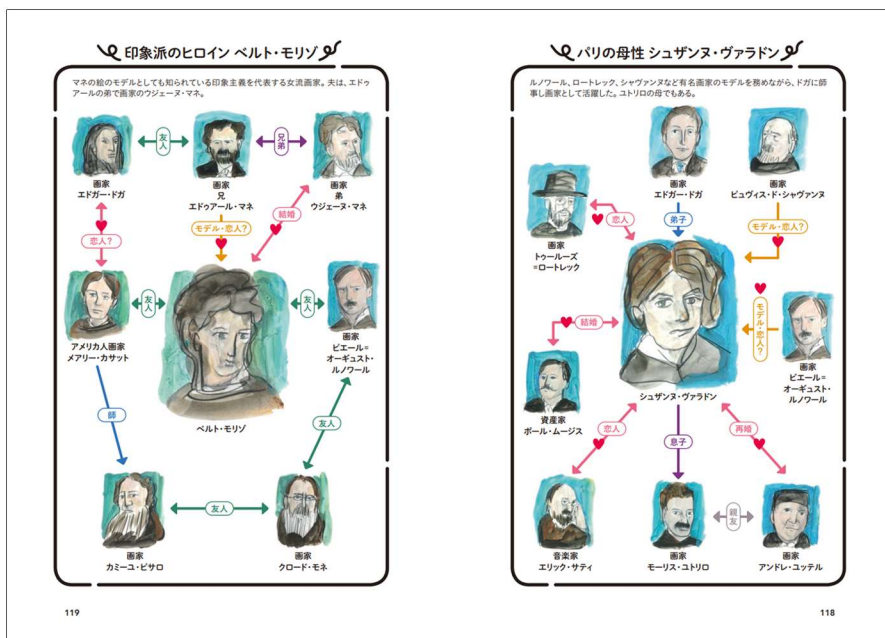 印象派のヒロイン ベルト・モリゾ
マネの絵のモデルとしても知られている印象主義を代表する女流画家。夫は、エドゥ
アールの弟で画家のウジェーヌ・マネ。
友人
兄弟
画家
エドガー・ドガ
画家
兄
エドゥアール・マネ
画家
弟
ウジェーヌ・マネ
恋人?
モデル・恋人?
結婚
友人
友人
アメリカ人画家
メアリー・カサット
画家
ピエール=
オーギュスト・
ルノワール
ベルト・モリゾ
師
友人
友人
画家
カミーユ・ピサロ
画家
クロード・モネ
119
パリの母性 シュザンヌ・ヴァラドン
ルノワール、ロートレック、シャヴァンヌなど有名画家のモデルを務めながら、ドガに師
事し画家として活躍した。ユトリロの母でもある。
画家
エドガー・ドガ
画家
ピュヴィス・ド・シャヴァンヌ
恋人
弟子
モデル・恋人?
画家
トゥールーズ
=ロートレック
結婚
モデル・恋人?
画家
ピエール=
オーギュスト・
ルノワール
シュザンヌ・ヴァラドン
資産家
ポール・ムージス
恋人
息子
再婚
親友
音楽家
エリック・サティ
画家
モーリス・ユトリロ
画家
アンドレ・ユッテル
118